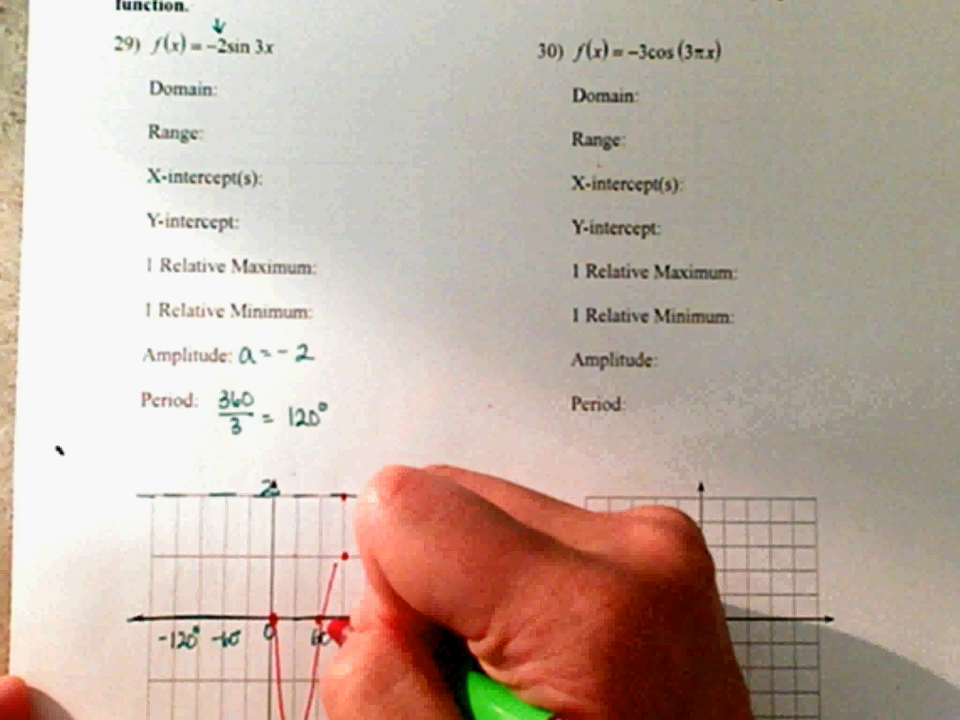 function.
29) f(x) = -2sin 3x
Domain:
Range:
X-intercept(s):
Y-intercept:
1 Relative Maximum:
1 Relative Minimum:
Amplitude: a = -2
Period: 360/3 = 120°
2
-120° -60 0 60
30) f(x) = -3cos (3πx)
Domain:
Range:
X-intercept(s):
Y-intercept:
1 Relative Maximum:
1 Relative Minimum:
Amplitude:
Period: